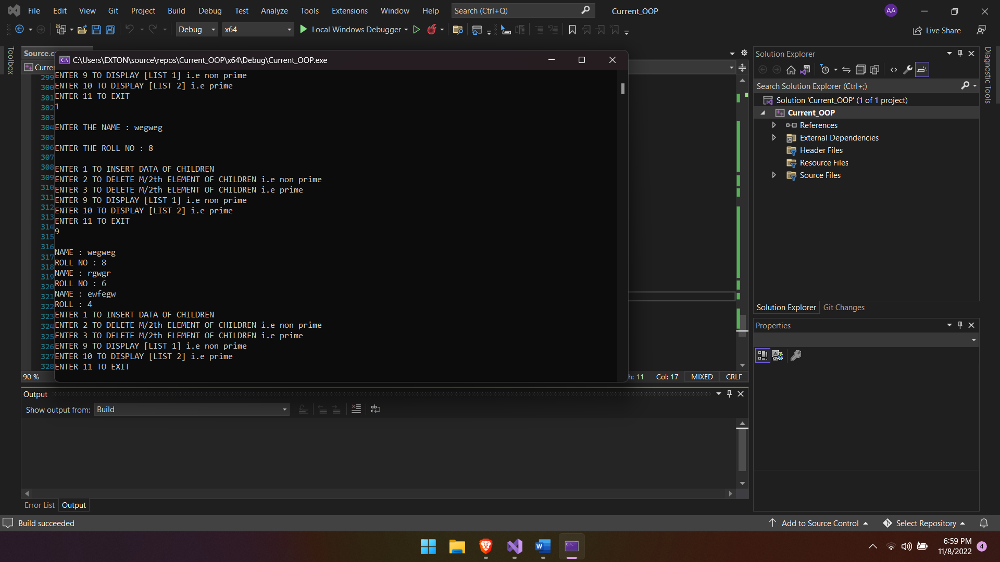 File Edit View Git Project Build Debug Test Analyze Tools Extensions Window Help Search (Ctrl+Q) Current_OOP AA
Debug x64 Local Windows Debugger Live Share
Toolbox
Source.c
C:\Users\EXTON\source\repos\Current_OOP\x64\Debug\Current_OOP.exe
Curre
299
300
301
302
303
304
305
306
307
308
309
310
311
312
313
314
315
316
317
318
319
320
321
322
323
324
325
326
327
328
ENTER 9 TO DISPLAY [LIST 1] i.e non prime
ENTER 10 TO DISPLAY [LIST 2] i.e prime
ENTER 11 TO EXIT
1
ENTER THE NAME : wegweg
ENTER THE ROLL NO : 8
ENTER 1 TO INSERT DATA OF CHILDREN
ENTER 2 TO DELETE M/2th ELEMENT OF CHILDREN i.e non prime
ENTER 3 TO DELETE M/2th ELEMENT OF CHILDREN i.e prime
ENTER 9 TO DISPLAY [LIST 1] i.e non prime
ENTER 10 TO DISPLAY [LIST 2] i.e prime
ENTER 11 TO EXIT
9
NAME : wegweg
ROLL NO : 8
NAME : rgwgr
ROLL NO : 6
NAME : ewfegw
ROLL : 4
ENTER 1 TO INSERT DATA OF CHILDREN
ENTER 2 TO DELETE M/2th ELEMENT OF CHILDREN i.e non prime
ENTER 3 TO DELETE M/2th ELEMENT OF CHILDREN i.e prime
ENTER 9 TO DISPLAY [LIST 1] i.e non prime
ENTER 10 TO DISPLAY [LIST 2] i.e prime
ENTER 11 TO EXIT
90 %
h: 11 Col: 17 MIXED CRLF
Output
Show output from: Build
Error List Output
Solution Explorer
Search Solution Explorer (Ctrl+;)
Solution 'Current_OOP' (1 of 1 project)
Current_OOP
References
External Dependencies
Header Files
Resource Files
Source Files
Solution Explorer Git Changes
Properties
Diagnostic Tools
Build succeeded
Add to Source Control Select Repository
6:59 PM
11/8/2022
4